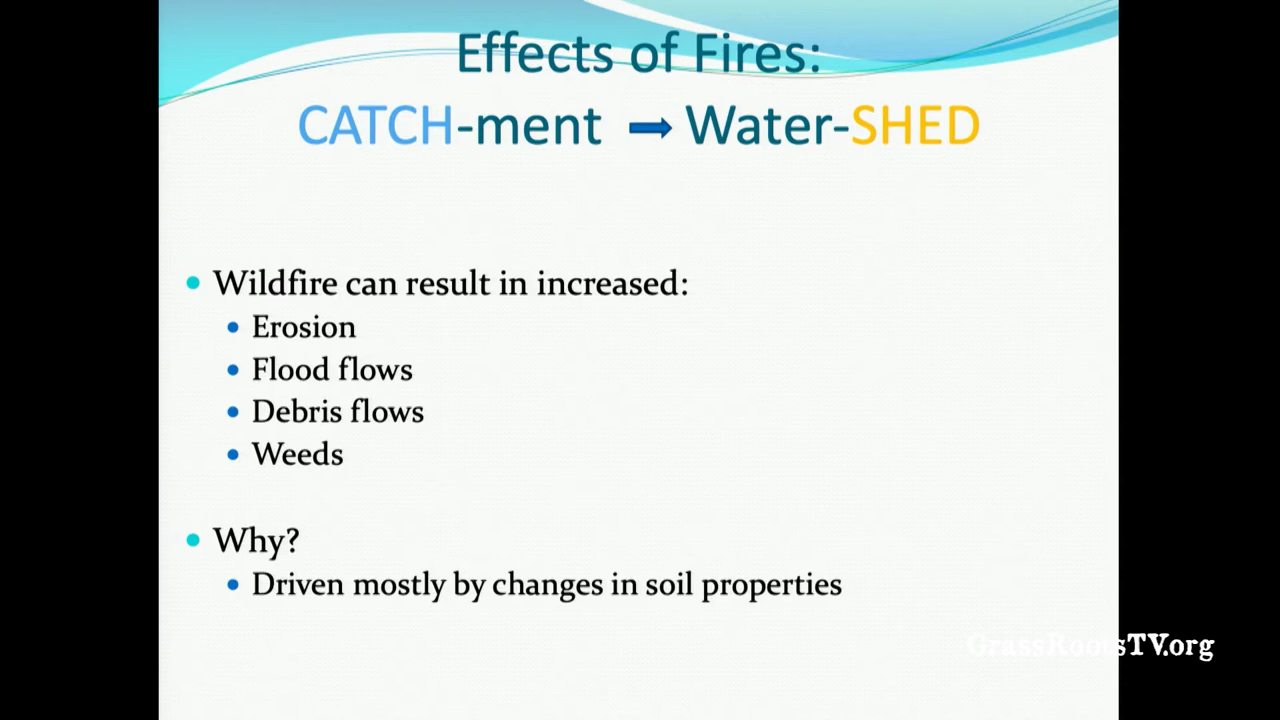 Effects of Fires:
CATCH-ment → Water-SHED
• Wildfire can result in increased:
• Erosion
• Flood flows
• Debris flows
• Weeds
• Why?
• Driven mostly by changes in soil properties
GrassRootsTV.org